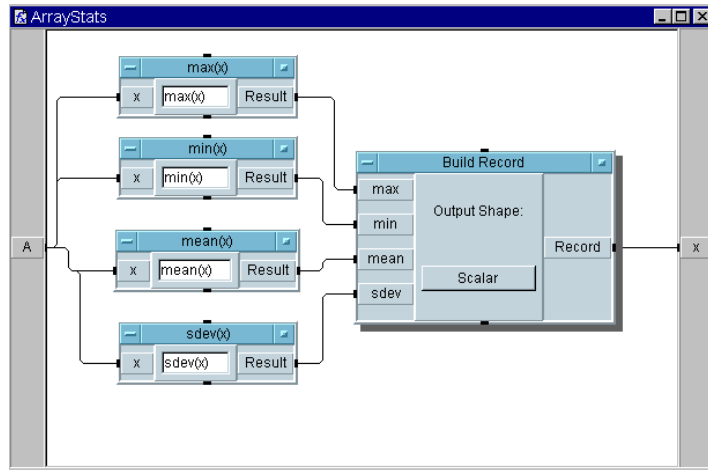 ArrayStats
max(x)
x max(x) Result
min(x)
x min(x) Result
A
mean(x)
x mean(x) Result
sdev(x)
x sdev(x) Result
Build Record
max
min
mean
sdev
Output Shape:
Scalar
Record
x